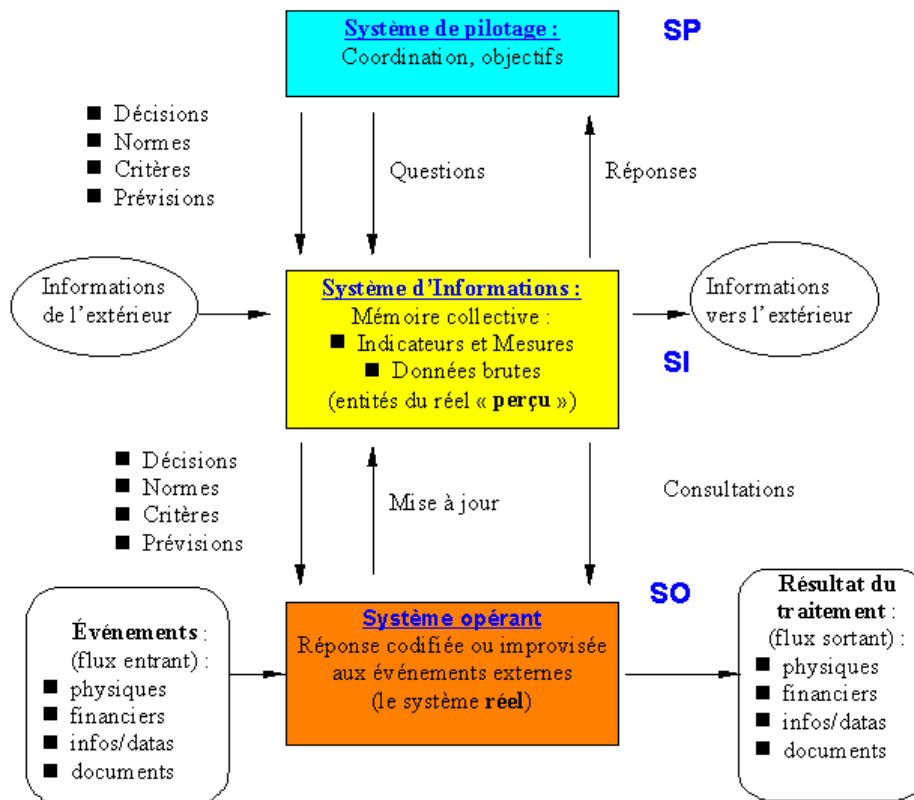 Système de pilotage :
Coordination, objectifs
SP
■ Décisions
■ Normes
■ Critères
■ Prévisions
Questions
Réponses
Informations
de l'extérieur
Système d'Informations :
Mémoire collective :
■ Indicateurs et Mesures
■ Données brutes
(entités du réel « perçu »)
Informations
vers l'extérieur
SI
■ Décisions
■ Normes
■ Critères
■ Prévisions
Mise à jour
Consultations
SO
Événements :
(flux entrant) :
■ physiques
■ financiers
■ infos/datas
■ documents
Système opérant
Réponse codifiée ou improvisée
aux événements externes
(le système réel)
Résultat du
traitement :
(flux sortant) :
■ physiques
■ financiers
■ infos/datas
■ documents